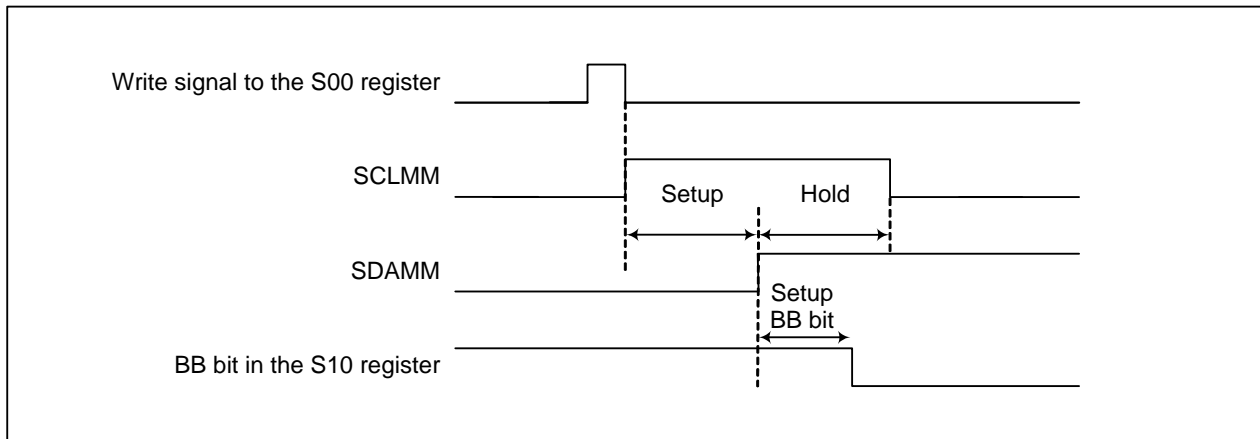 Write signal to the S00 register
SCLMM
Setup
Hold
SDAMM
Setup
BB bit
BB bit in the S10 register